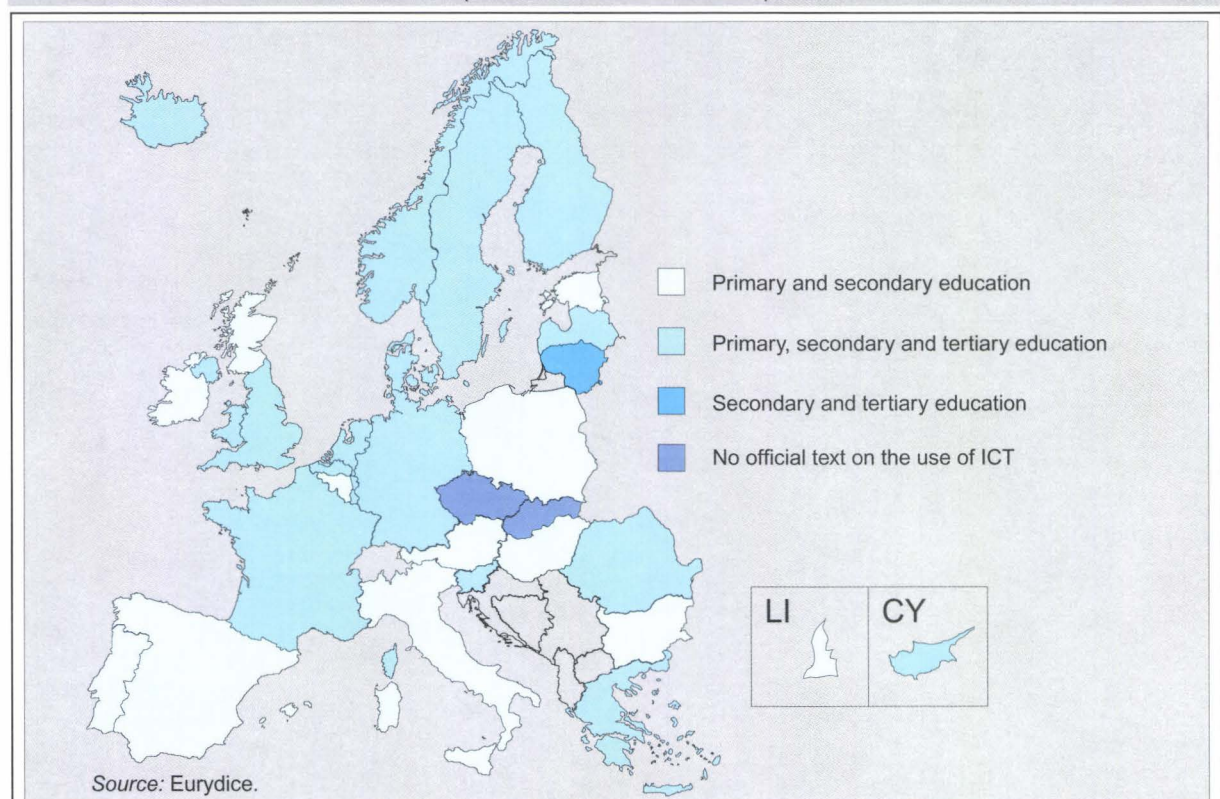 Primary and secondary education
Primary, secondary and tertiary education
Secondary and tertiary education
No official text on the use of ICT
LI
CY
Source: Eurydice.